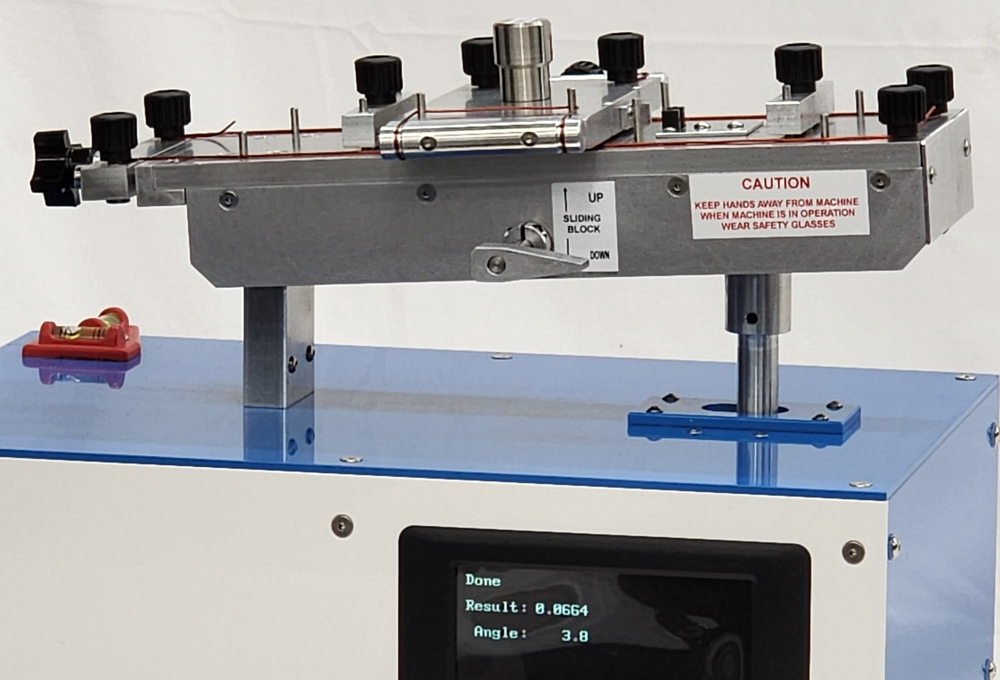 UP
SLIDING
BLOCK
DOWN
CAUTION
KEEP HANDS AWAY FROM MACHINE
WHEN MACHINE IS IN OPERATION
WEAR SAFETY GLASSES
Done
Result: 0.0664
Angle: 3.8